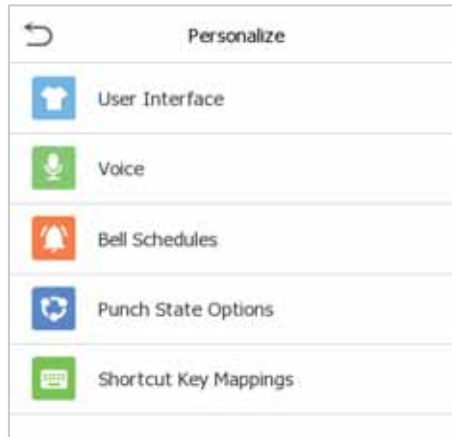 Personalize
User Interface
Voice
Bell Schedules
Punch State Options
Shortcut Key Mappings